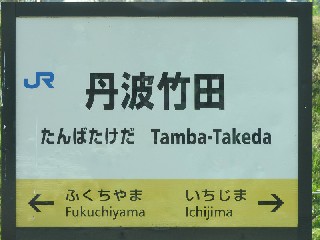 JR
丹波竹田
たんばたけだ Tamba-Takeda
← ふくちやま いちじま →
Fukuchiyama Ichijima